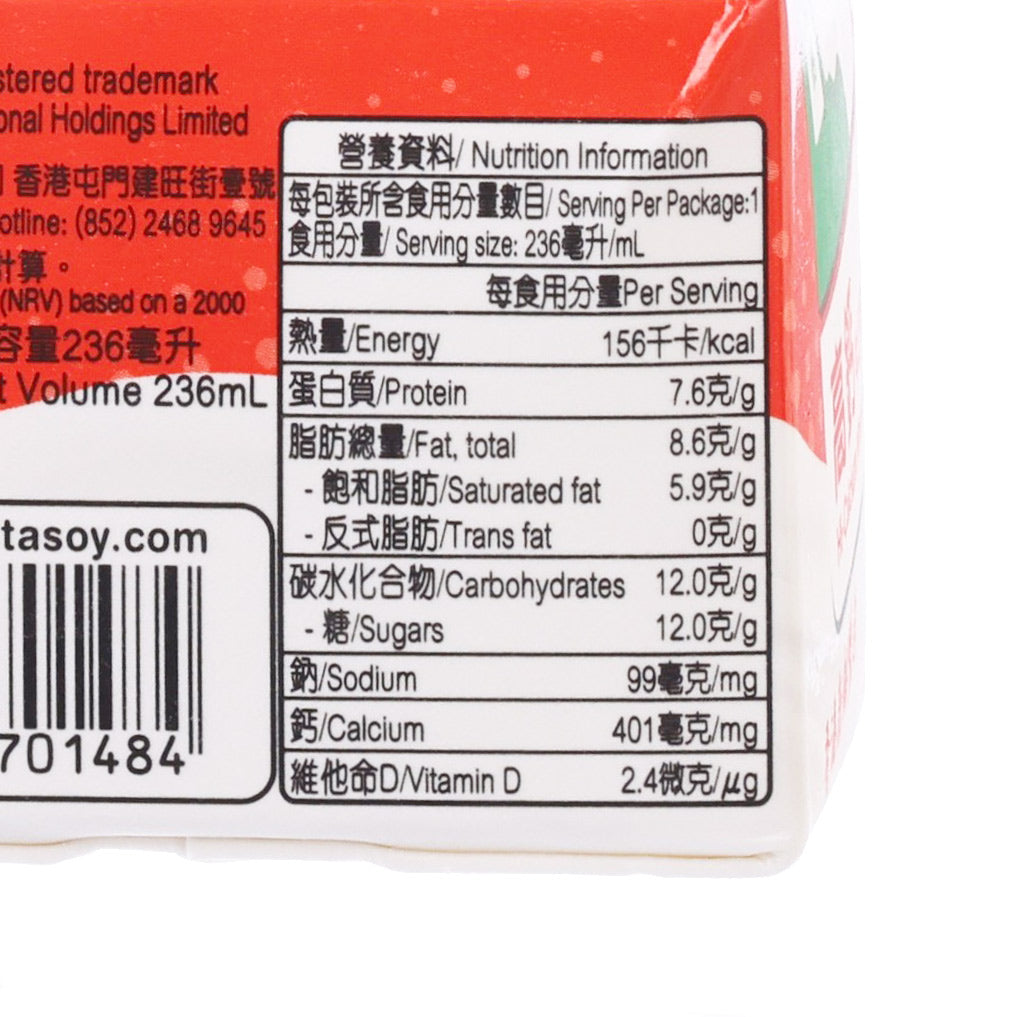 stered trademark
onal Holdings Limited
香港屯門建旺街壹號
otline: (852) 2468 9645
計算。
(NRV) based on a 2000
容量236毫升
t Volume 236mL
tasoy.com
701484
營養資料/ Nutrition Information
每包裝所含食用分量數目/ Serving Per Package:1
食用分量/ Serving size: 236毫升/mL
每食用分量Per Serving
熱量/Energy 156千卡/kcal
蛋白質/Protein 7.6克/g
脂肪總量/Fat, total 8.6克/g
- 飽和脂肪/Saturated fat 5.9克/g
- 反式脂肪/Trans fat 0克/g
碳水化合物/Carbohydrates 12.0克/g
- 糖/Sugars 12.0克/g
鈉/Sodium 99毫克/mg
鈣/Calcium 401毫克/mg
維他命D/Vitamin D 2.4微克/μg